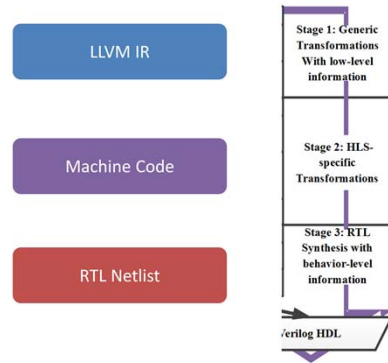 LLVM IR
Machine Code
RTL Netlist
Stage 1: Generic
Transformations
With low-level
information
Stage 2: HLS-
specific
Transformations
Stage 3: RTL
Synthesis with
behavior-level
information
Verilog HDL